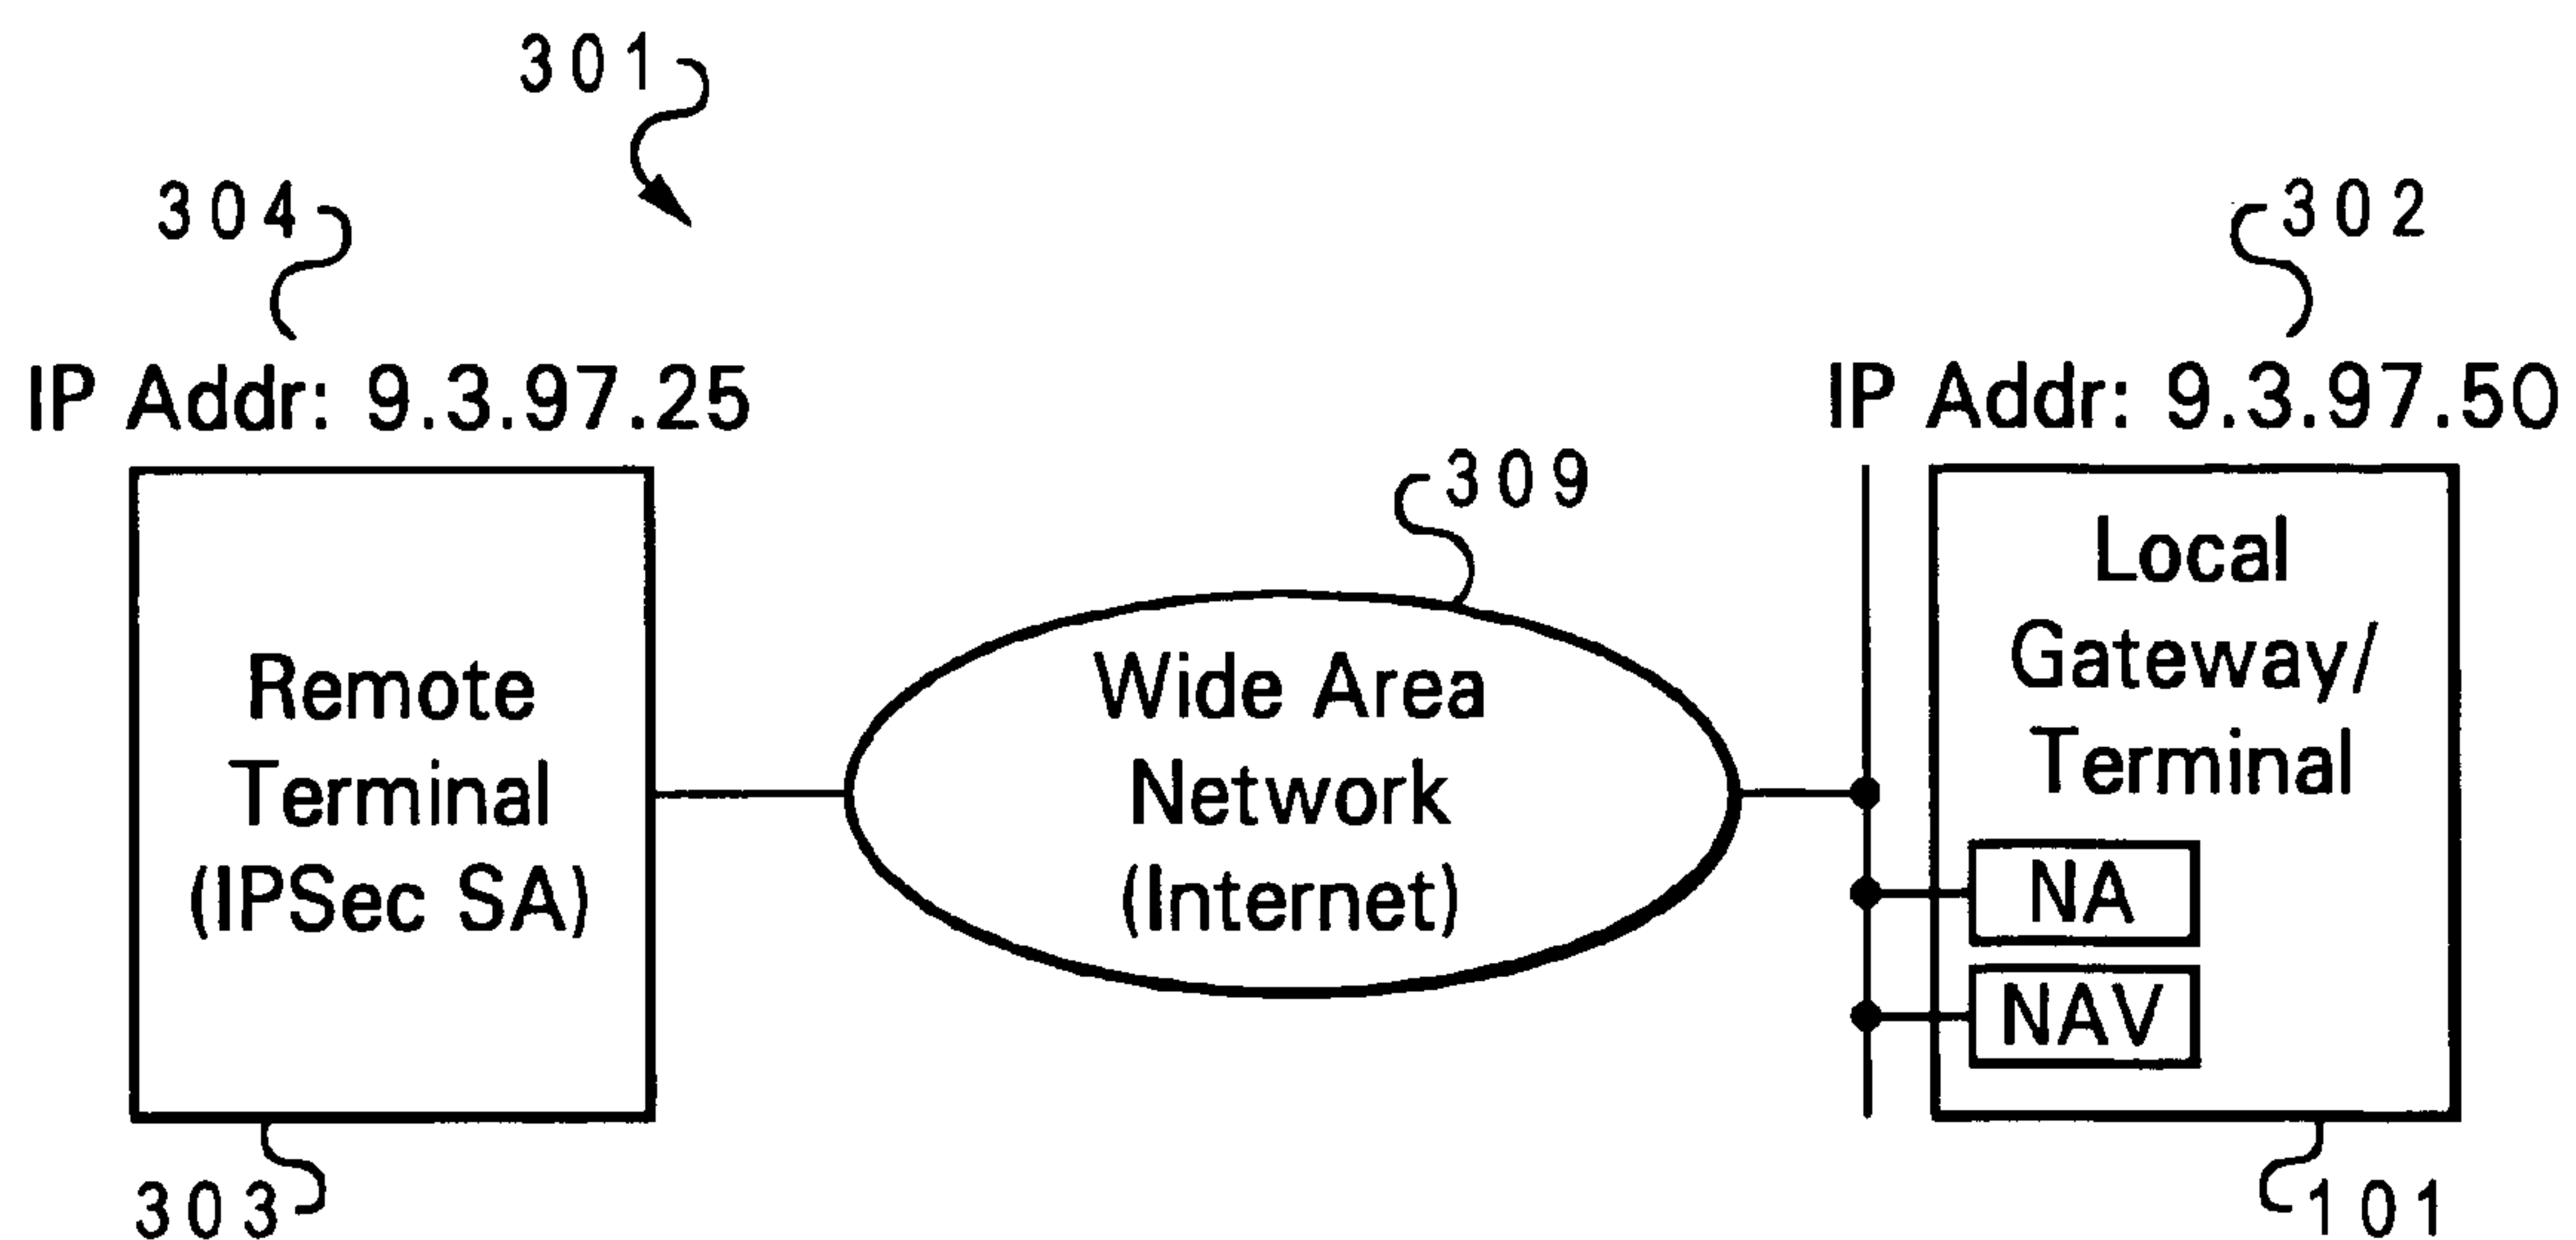 301
304
302
IP Addr: 9.3.97.25
IP Addr: 9.3.97.50
309
Remote
Terminal
(IPSec SA)
Wide Area
Network
(Internet)
Local
Gateway/
Terminal
NA
NAV
303
101